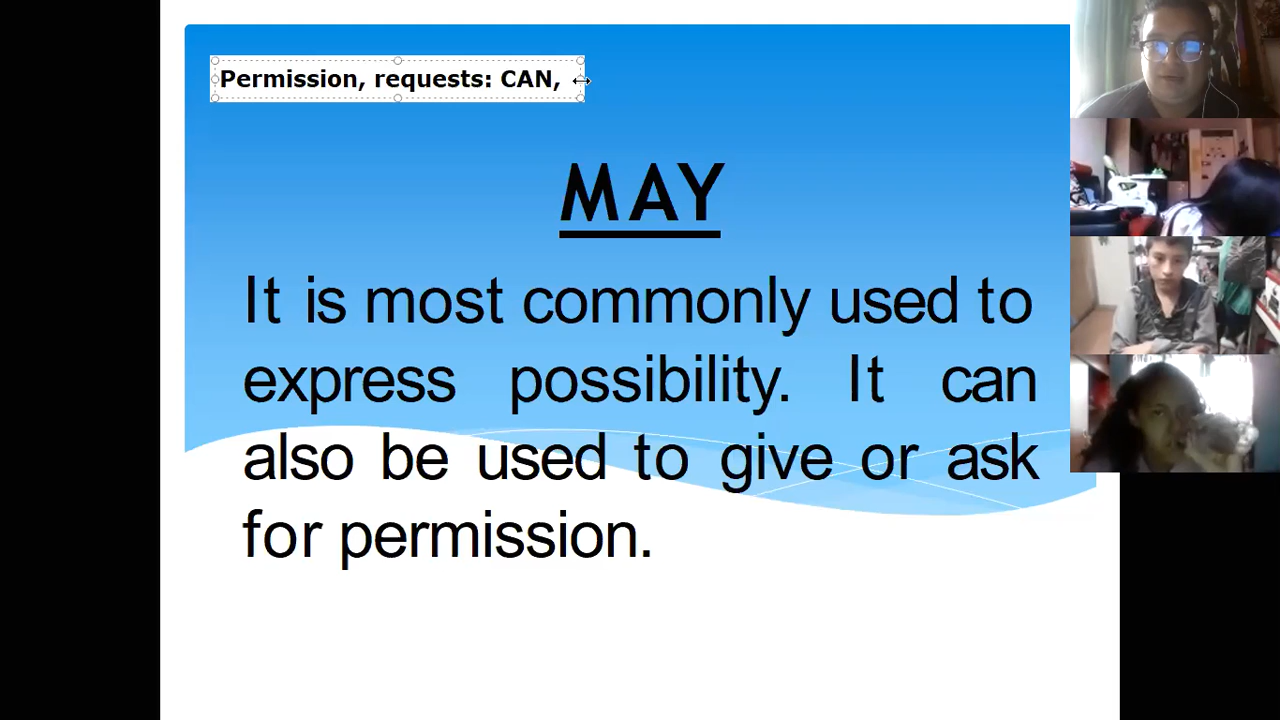 Permission, requests: CAN,
MAY
It is most commonly used to
express possibility. It can
also be used to give or ask
for permission.